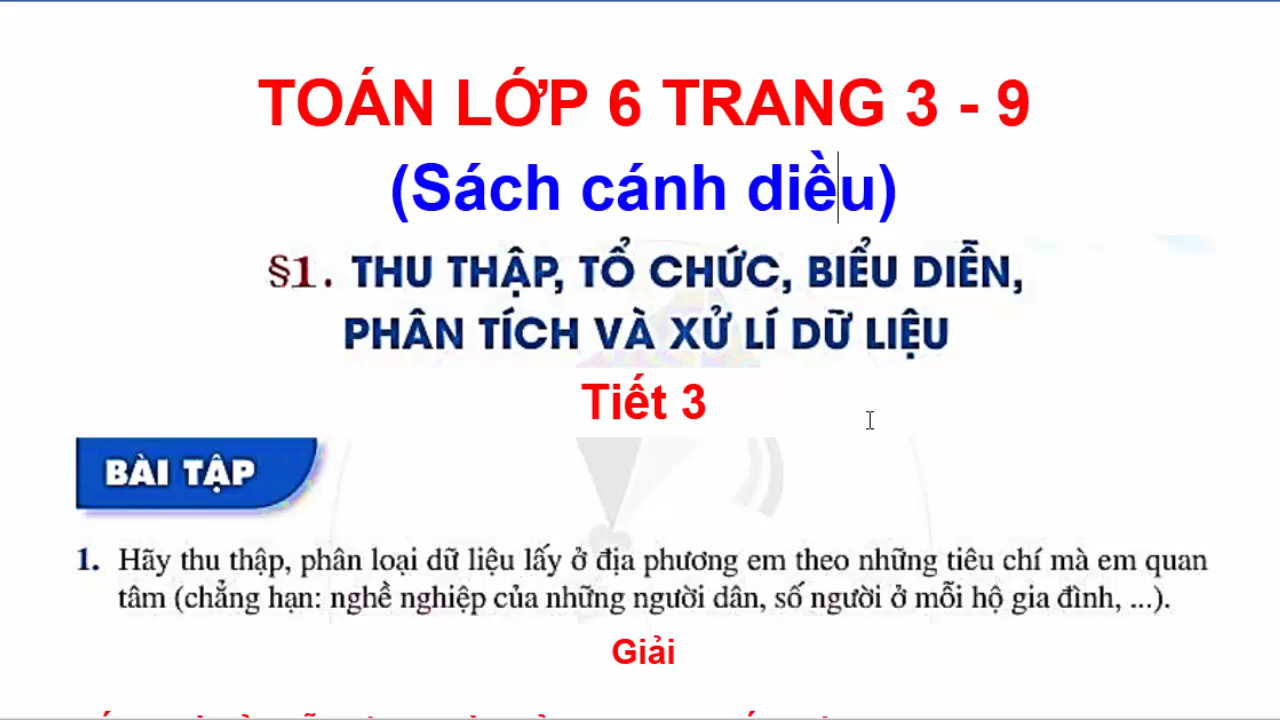 TOÁN LỚP 6 TRANG 3 - 9
(Sách cánh diều)
§1. THU THẬP, TỔ CHỨC, BIỂU DIỄN,
PHÂN TÍCH VÀ XỬ LÍ DỮ LIỆU
Tiết 3
BÀI TẬP
1. Hãy thu thập, phân loại dữ liệu lấy ở địa phương em theo những tiêu chí mà em quan
tâm (chẳng hạn: nghề nghiệp của những người dân, số người ở mỗi hộ gia đình, ...).
Giải